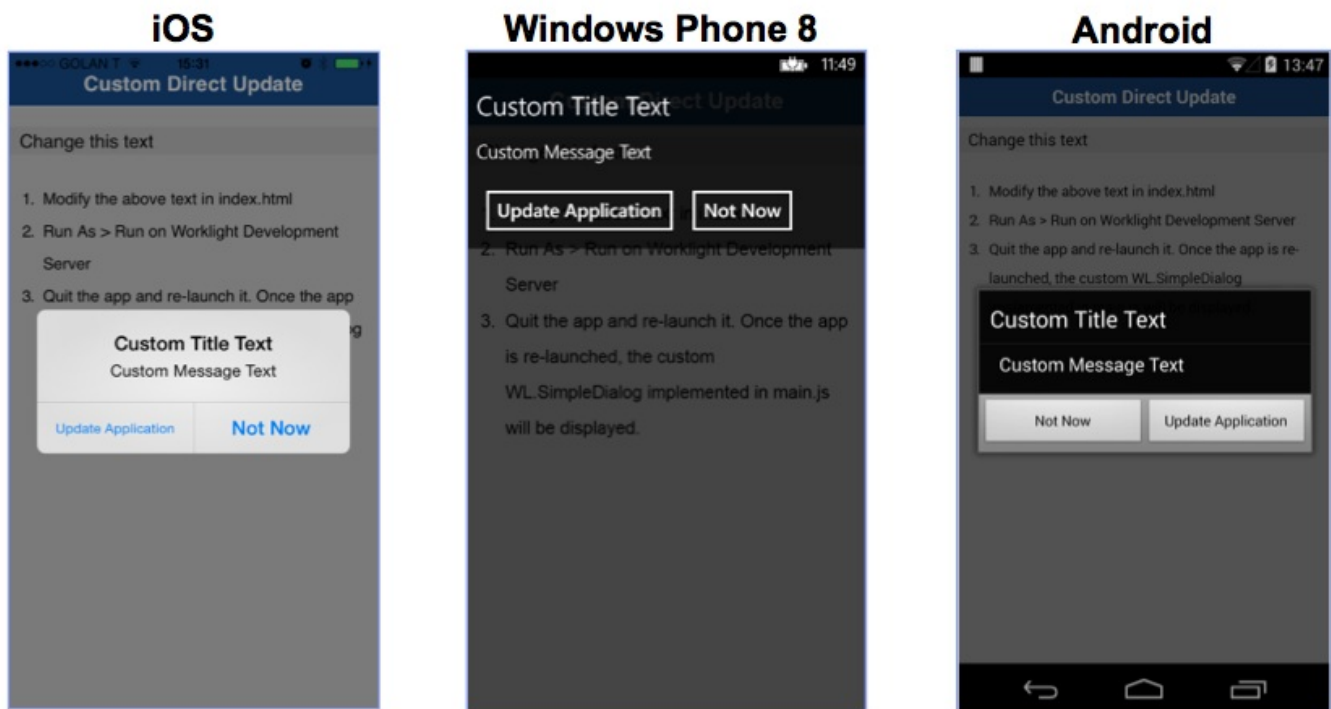 iOS
GOLAN T 15:31
Custom Direct Update
Change this text
1. Modify the above text in index.html
2. Run As > Run on Worklight Development
Server
3. Quit the app and re-launch it. Once the app
Custom Title Text
Custom Message Text
Update Application Not Now
Windows Phone 8
11:49
Custom Title Text
Custom Message Text
Update Application Not Now
2. Run As > Run on Worklight Development
Server
3. Quit the app and re-launch it. Once the app
is re-launched, the custom
WL.SimpleDialog implemented in main.js
will be displayed.
Android
13:47
Custom Direct Update
Change this text
1. Modify the above text in index.html
2. Run As > Run on Worklight Development Server
3. Quit the app and re-launch it. Once the app is re-
launched, the custom WL.SimpleDialog
Custom Title Text
Custom Message Text
Not Now Update Application